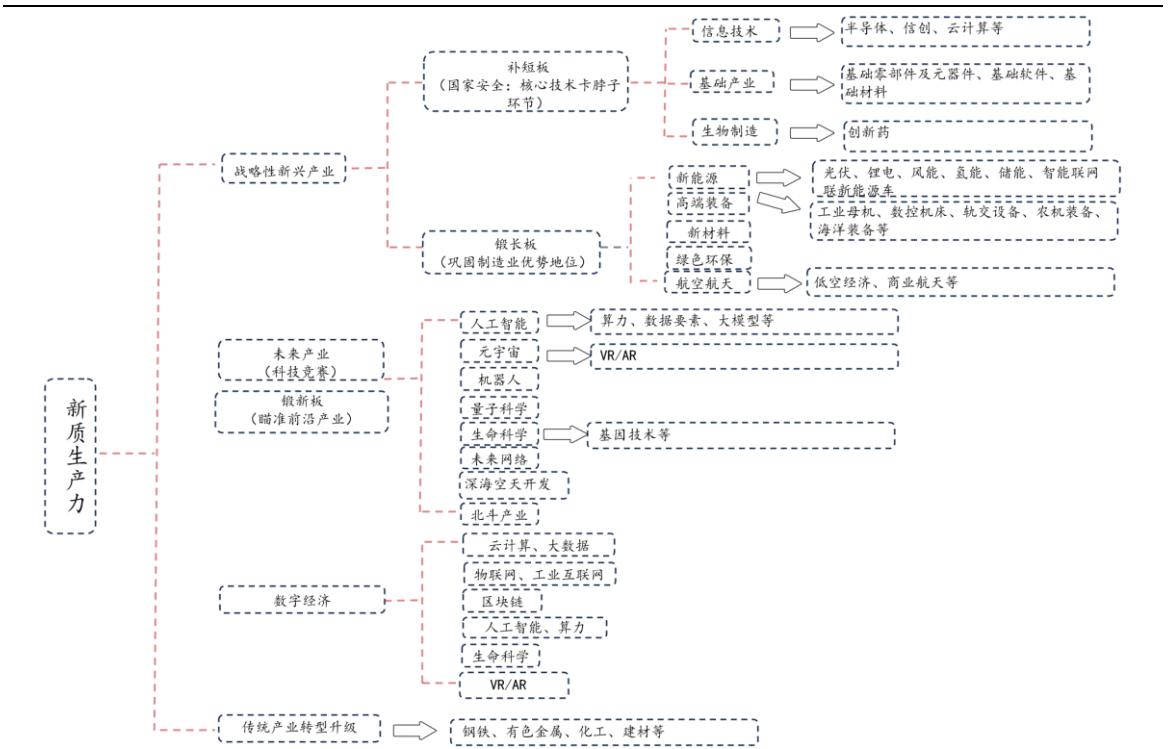 新质生产力
战略性新兴产业
补短板
（国家安全：核心技术卡脖子
环节）
信息技术
半导体、信创、云计算等
基础产业
基础零部件及元器件、基础软件、基
础材料
生物制造
创新药
锻长板
（巩固制造业优势地位）
新能源
光伏、锂电、风能、氢能、储能、智能联网
联新能源车
高端装备
工业母机、数控机床、轨交设备、农机装备、
海洋装备等
新材料
绿色环保
航空航天
低空经济、商业航天等
未来产业
（科技竞赛）
锻新板
（瞄准前沿产业）
人工智能
算力、数据要素、大模型等
元宇宙
VR/AR
机器人
量子科学
生命科学
基因技术等
未来网络
深海空天开发
北斗产业
数字经济
云计算、大数据
物联网、工业互联网
区块链
人工智能、算力
生命科学
VR/AR
传统产业转型升级
钢铁、有色金属、化工、建材等